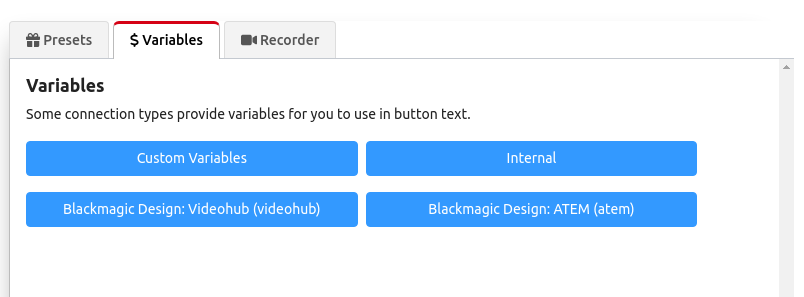 Presets $ Variables Recorder
Variables
Some connection types provide variables for you to use in button text.
Custom Variables Internal
Blackmagic Design: Videohub (videohub) Blackmagic Design: ATEM (atem)